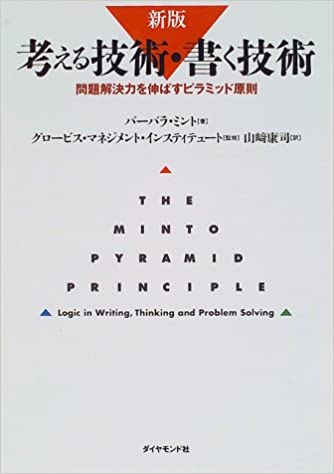 新版
考える技術・書く技術
問題解決力を伸ばすピラミッド原則
バーバラ・ミント[著]
グロービス・マネジメント・インスティテュート[監修] 山﨑康司[訳]
THE
MINTO
PYRAMID
PRINCIPLE
Logic in Writing, Thinking and Problem Solving
ダイヤモンド社